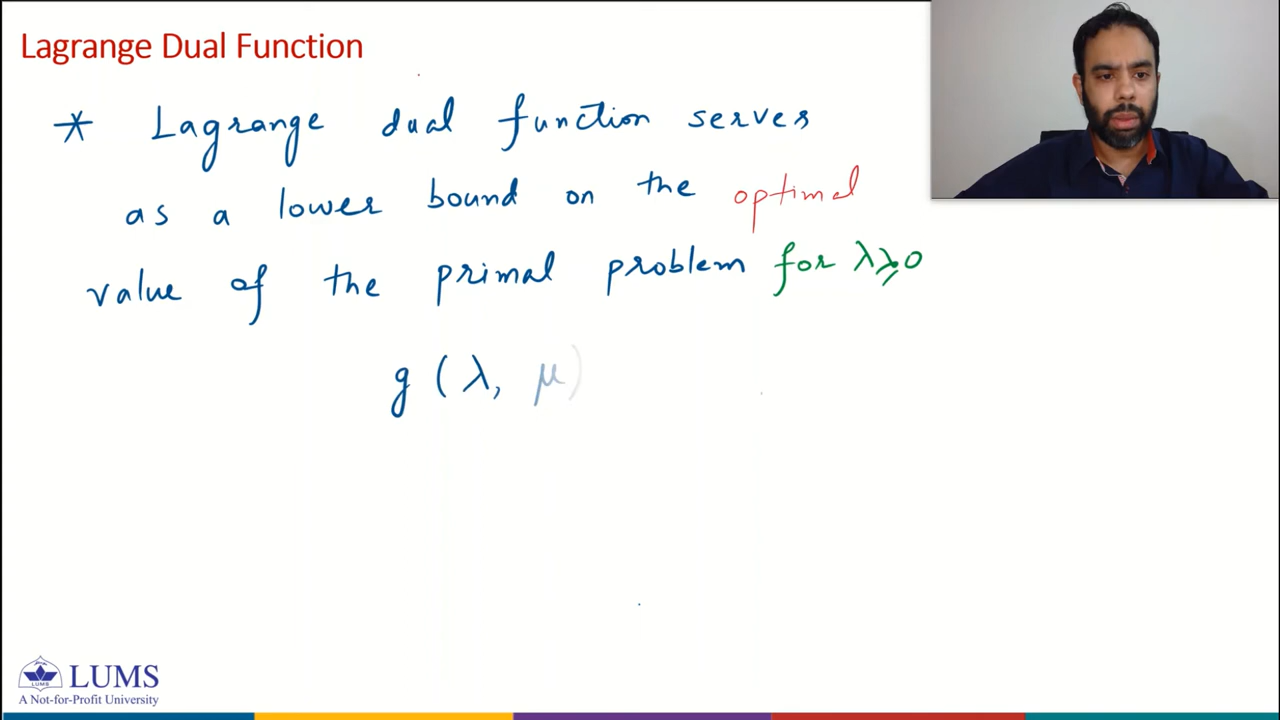 Lagrange Dual Function
* Lagrange dual function serves
as a lower bound on the optimal
value of the primal problem for λ ≽ 0
g (λ, μ)
LUMS
LUMS
A Not-for-Profit University